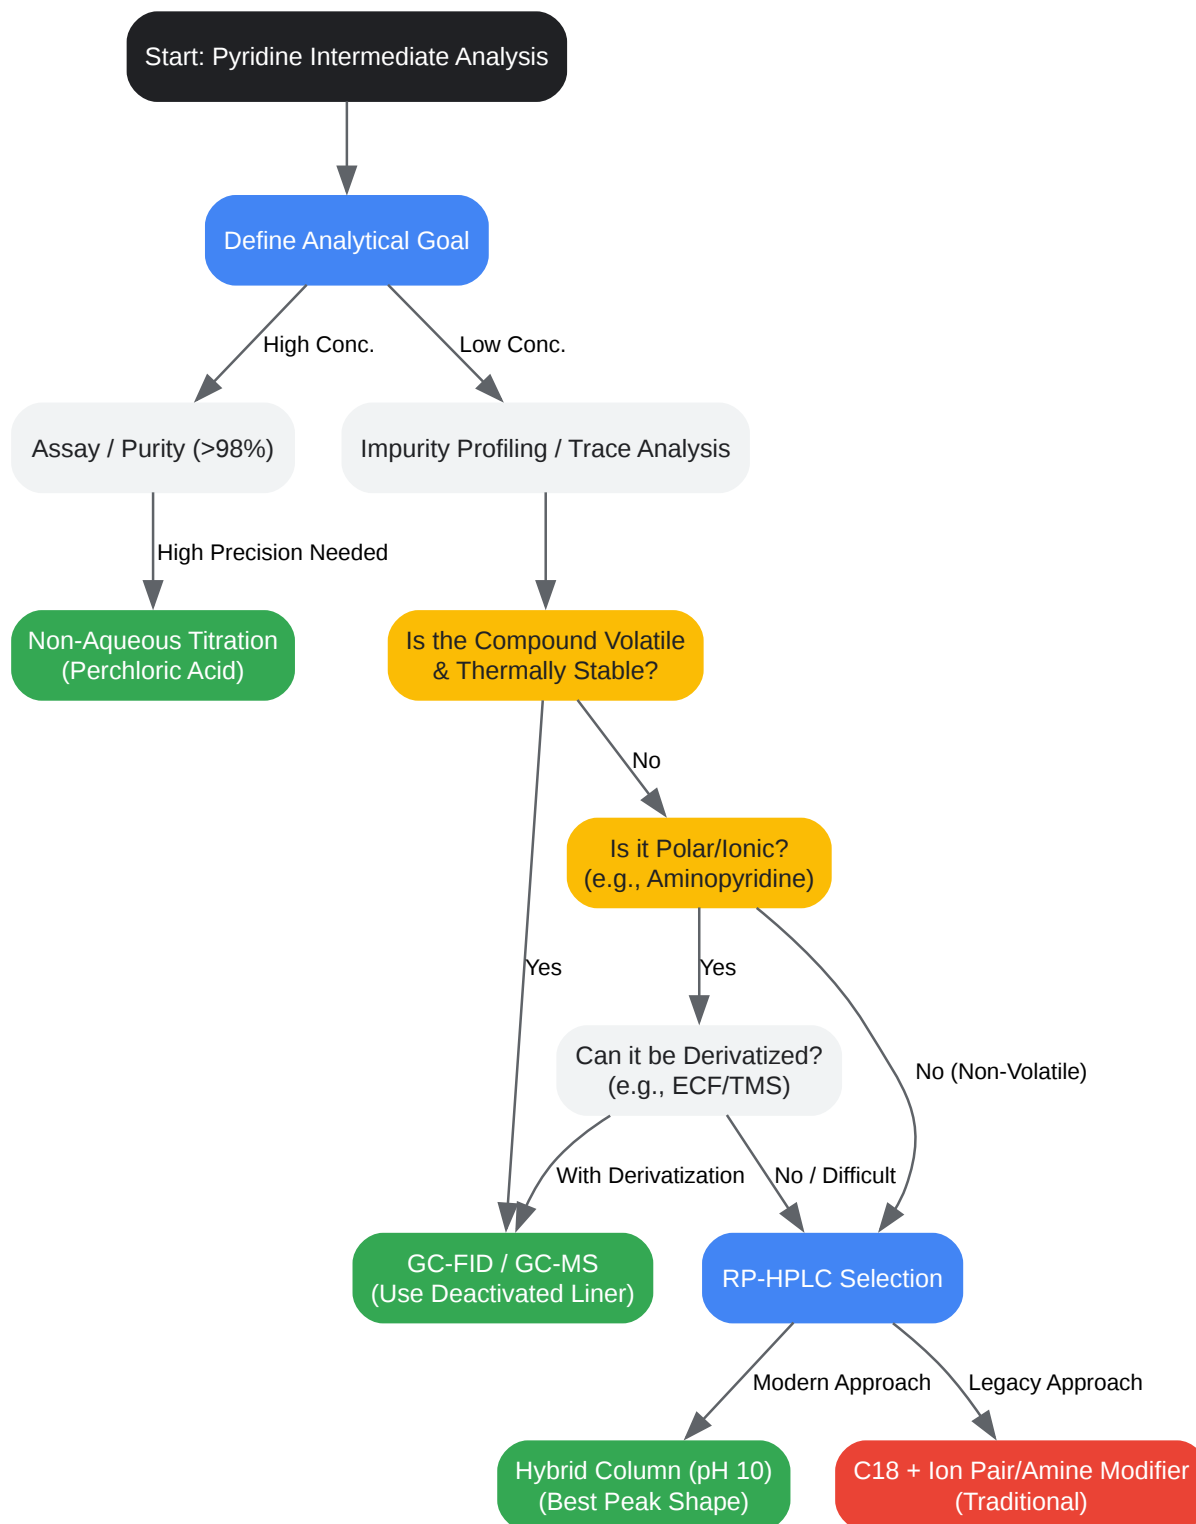 Start: Pyridine Intermediate Analysis
Define Analytical Goal
High Conc.
Low Conc.
Assay / Purity (>98%)
Impurity Profiling / Trace Analysis
High Precision Needed
Non-Aqueous Titration
(Perchloric Acid)
Is the Compound Volatile
& Thermally Stable?
No
Is it Polar/Ionic?
(e.g., Aminopyridine)
Yes
Yes
Can it be Derivatized?
(e.g., ECF/TMS)
No (Non-Volatile)
With Derivatization
No / Difficult
GC-FID / GC-MS
(Use Deactivated Liner)
RP-HPLC Selection
Modern Approach
Legacy Approach
Hybrid Column (pH 10)
(Best Peak Shape)
C18 + Ion Pair/Amine Modifier
(Traditional)